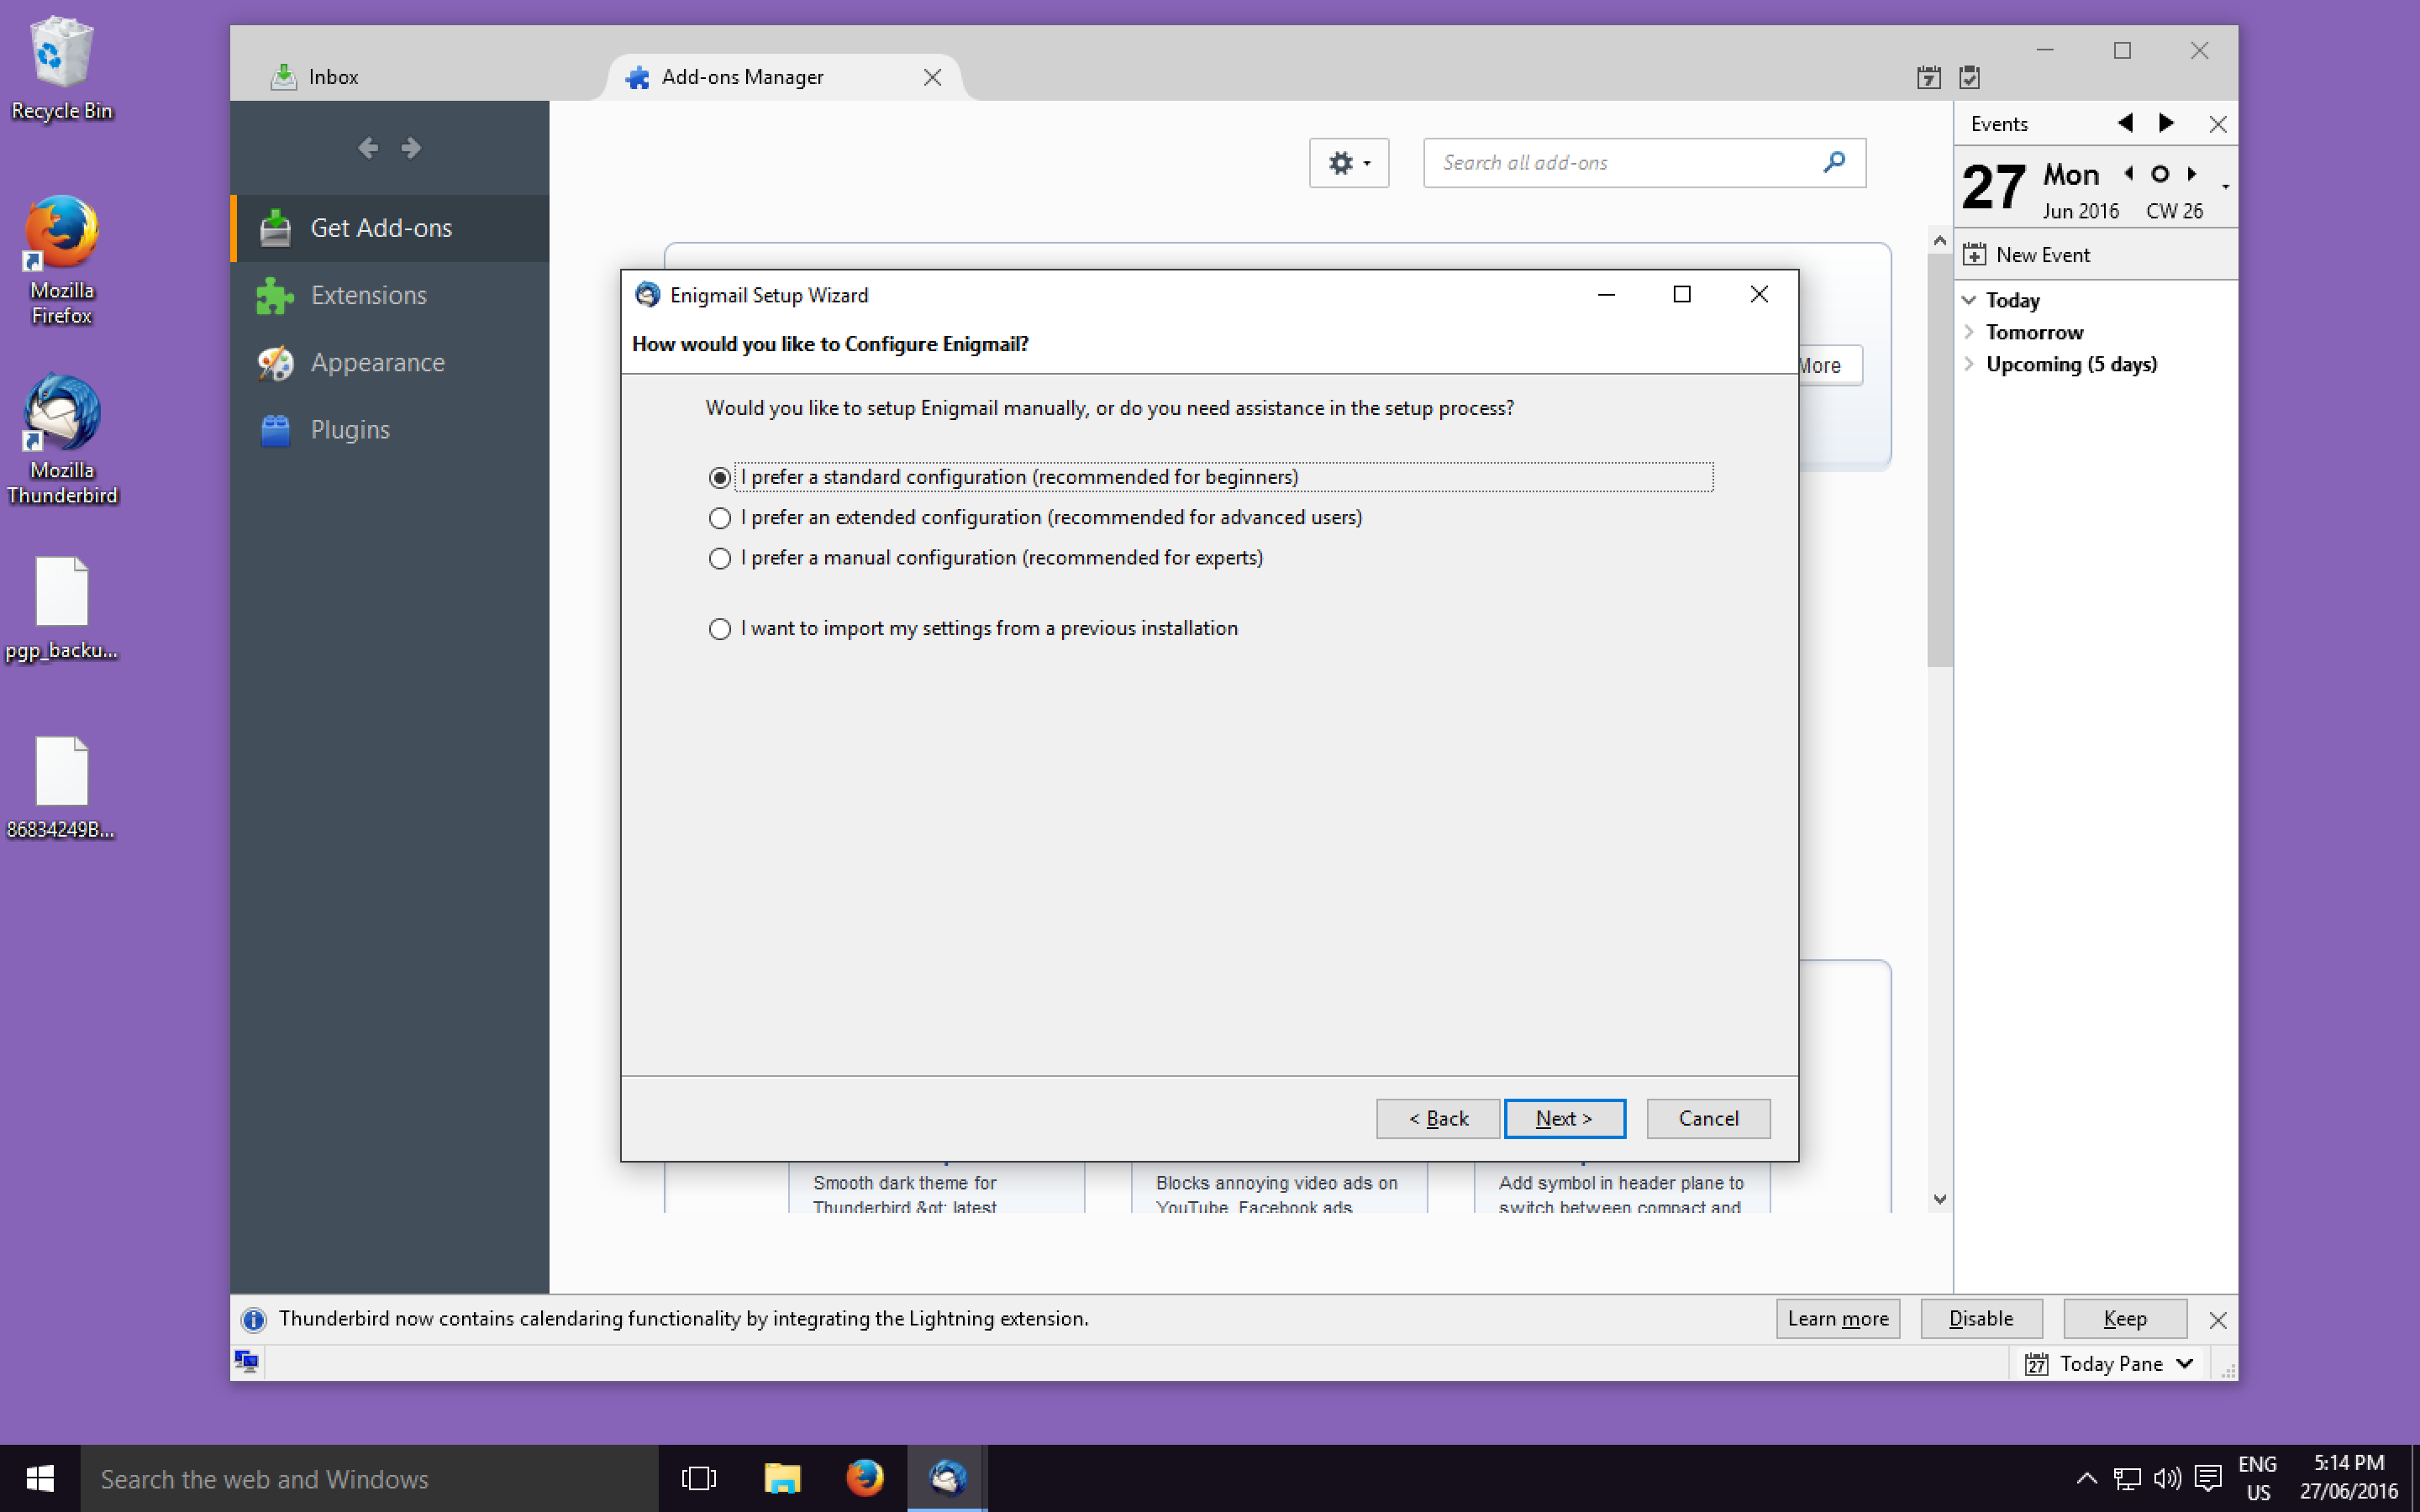 Recycle Bin
Mozilla
Firefox
Mozilla
Thunderbird
pgp_backu...
86834249B...
Inbox
Add-ons Manager
7
Get Add-ons
Extensions
Appearance
Plugins
Search all add-ons
More
Enigmail Setup Wizard
How would you like to Configure Enigmail?
Would you like to setup Enigmail manually, or do you need assistance in the setup process?
I prefer a standard configuration (recommended for beginners)
I prefer an extended configuration (recommended for advanced users)
I prefer a manual configuration (recommended for experts)
I want to import my settings from a previous installation
< Back
Next >
Cancel
Smooth dark theme for
Thunderbird &gt; latest
Blocks annoying video ads on
YouTube, Facebook ads
Add symbol in header plane to
switch between compact and
Events
27
Mon
Jun 2016
CW 26
New Event
Today
Tomorrow
Upcoming (5 days)
Thunderbird now contains calendaring functionality by integrating the Lightning extension.
Learn more
Disable
Keep
27
Today Pane
Search the web and Windows
ENG
US
5:14 PM
27/06/2016